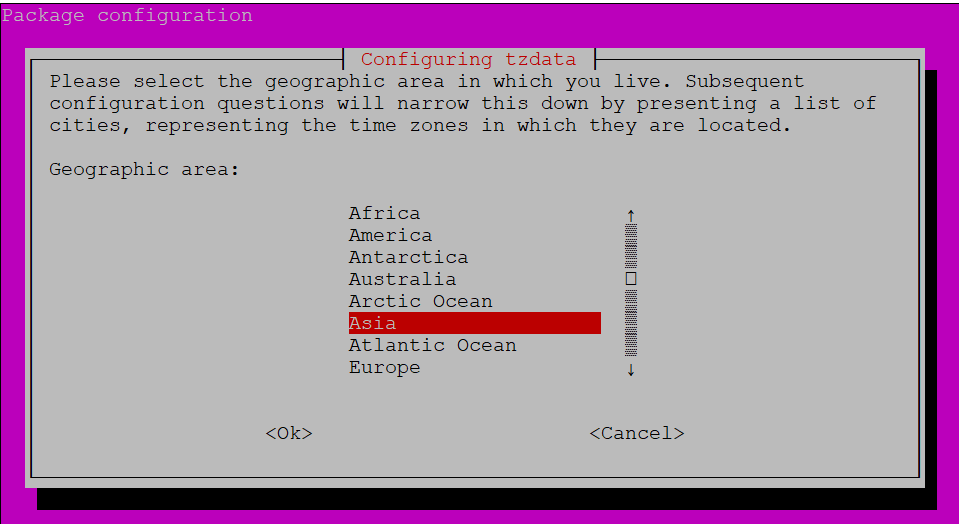 Package configuration
Configuring tzdata
Please select the geographic area in which you live. Subsequent
configuration questions will narrow this down by presenting a list of
cities, representing the time zones in which they are located.
Geographic area:
Africa
America
Antarctica
Australia
Arctic Ocean
Asia
Atlantic Ocean
Europe
<Ok> <Cancel>